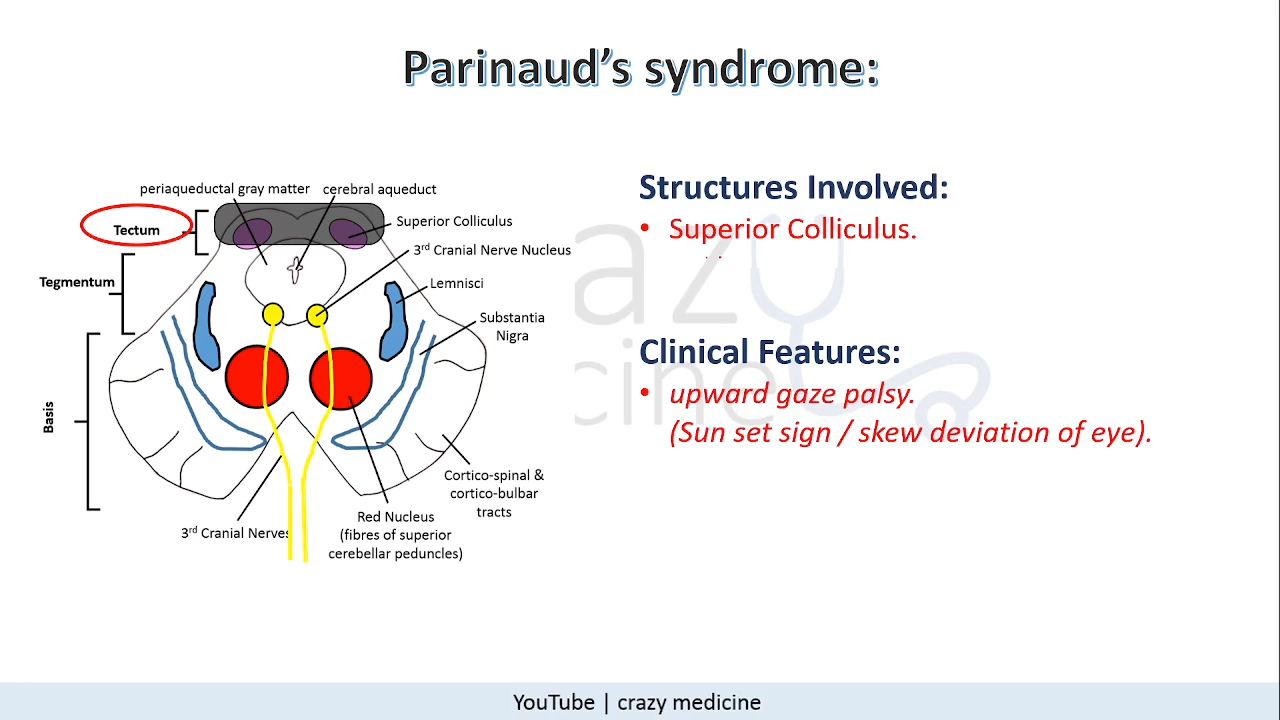 Parinaud's syndrome:
periaqueductal gray matter
cerebral aqueduct
Tectum
Superior Colliculus
3rd Cranial Nerve Nucleus
Tegmentum
Lemnisci
Substantia
Nigra
Basis
Cortico-spinal &
cortico-bulbar
tracts
Red Nucleus
(fibres of superior
cerebellar peduncles)
3rd Cranial Nerves
Structures Involved:
• Superior Colliculus.
Clinical Features:
• upward gaze palsy.
(Sun set sign / skew deviation of eye).
azy
cine
YouTube | crazy medicine